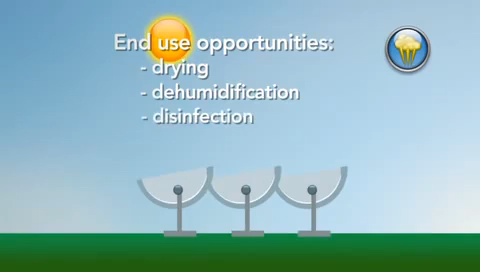 End use opportunities:
- drying
- dehumidification
- disinfection